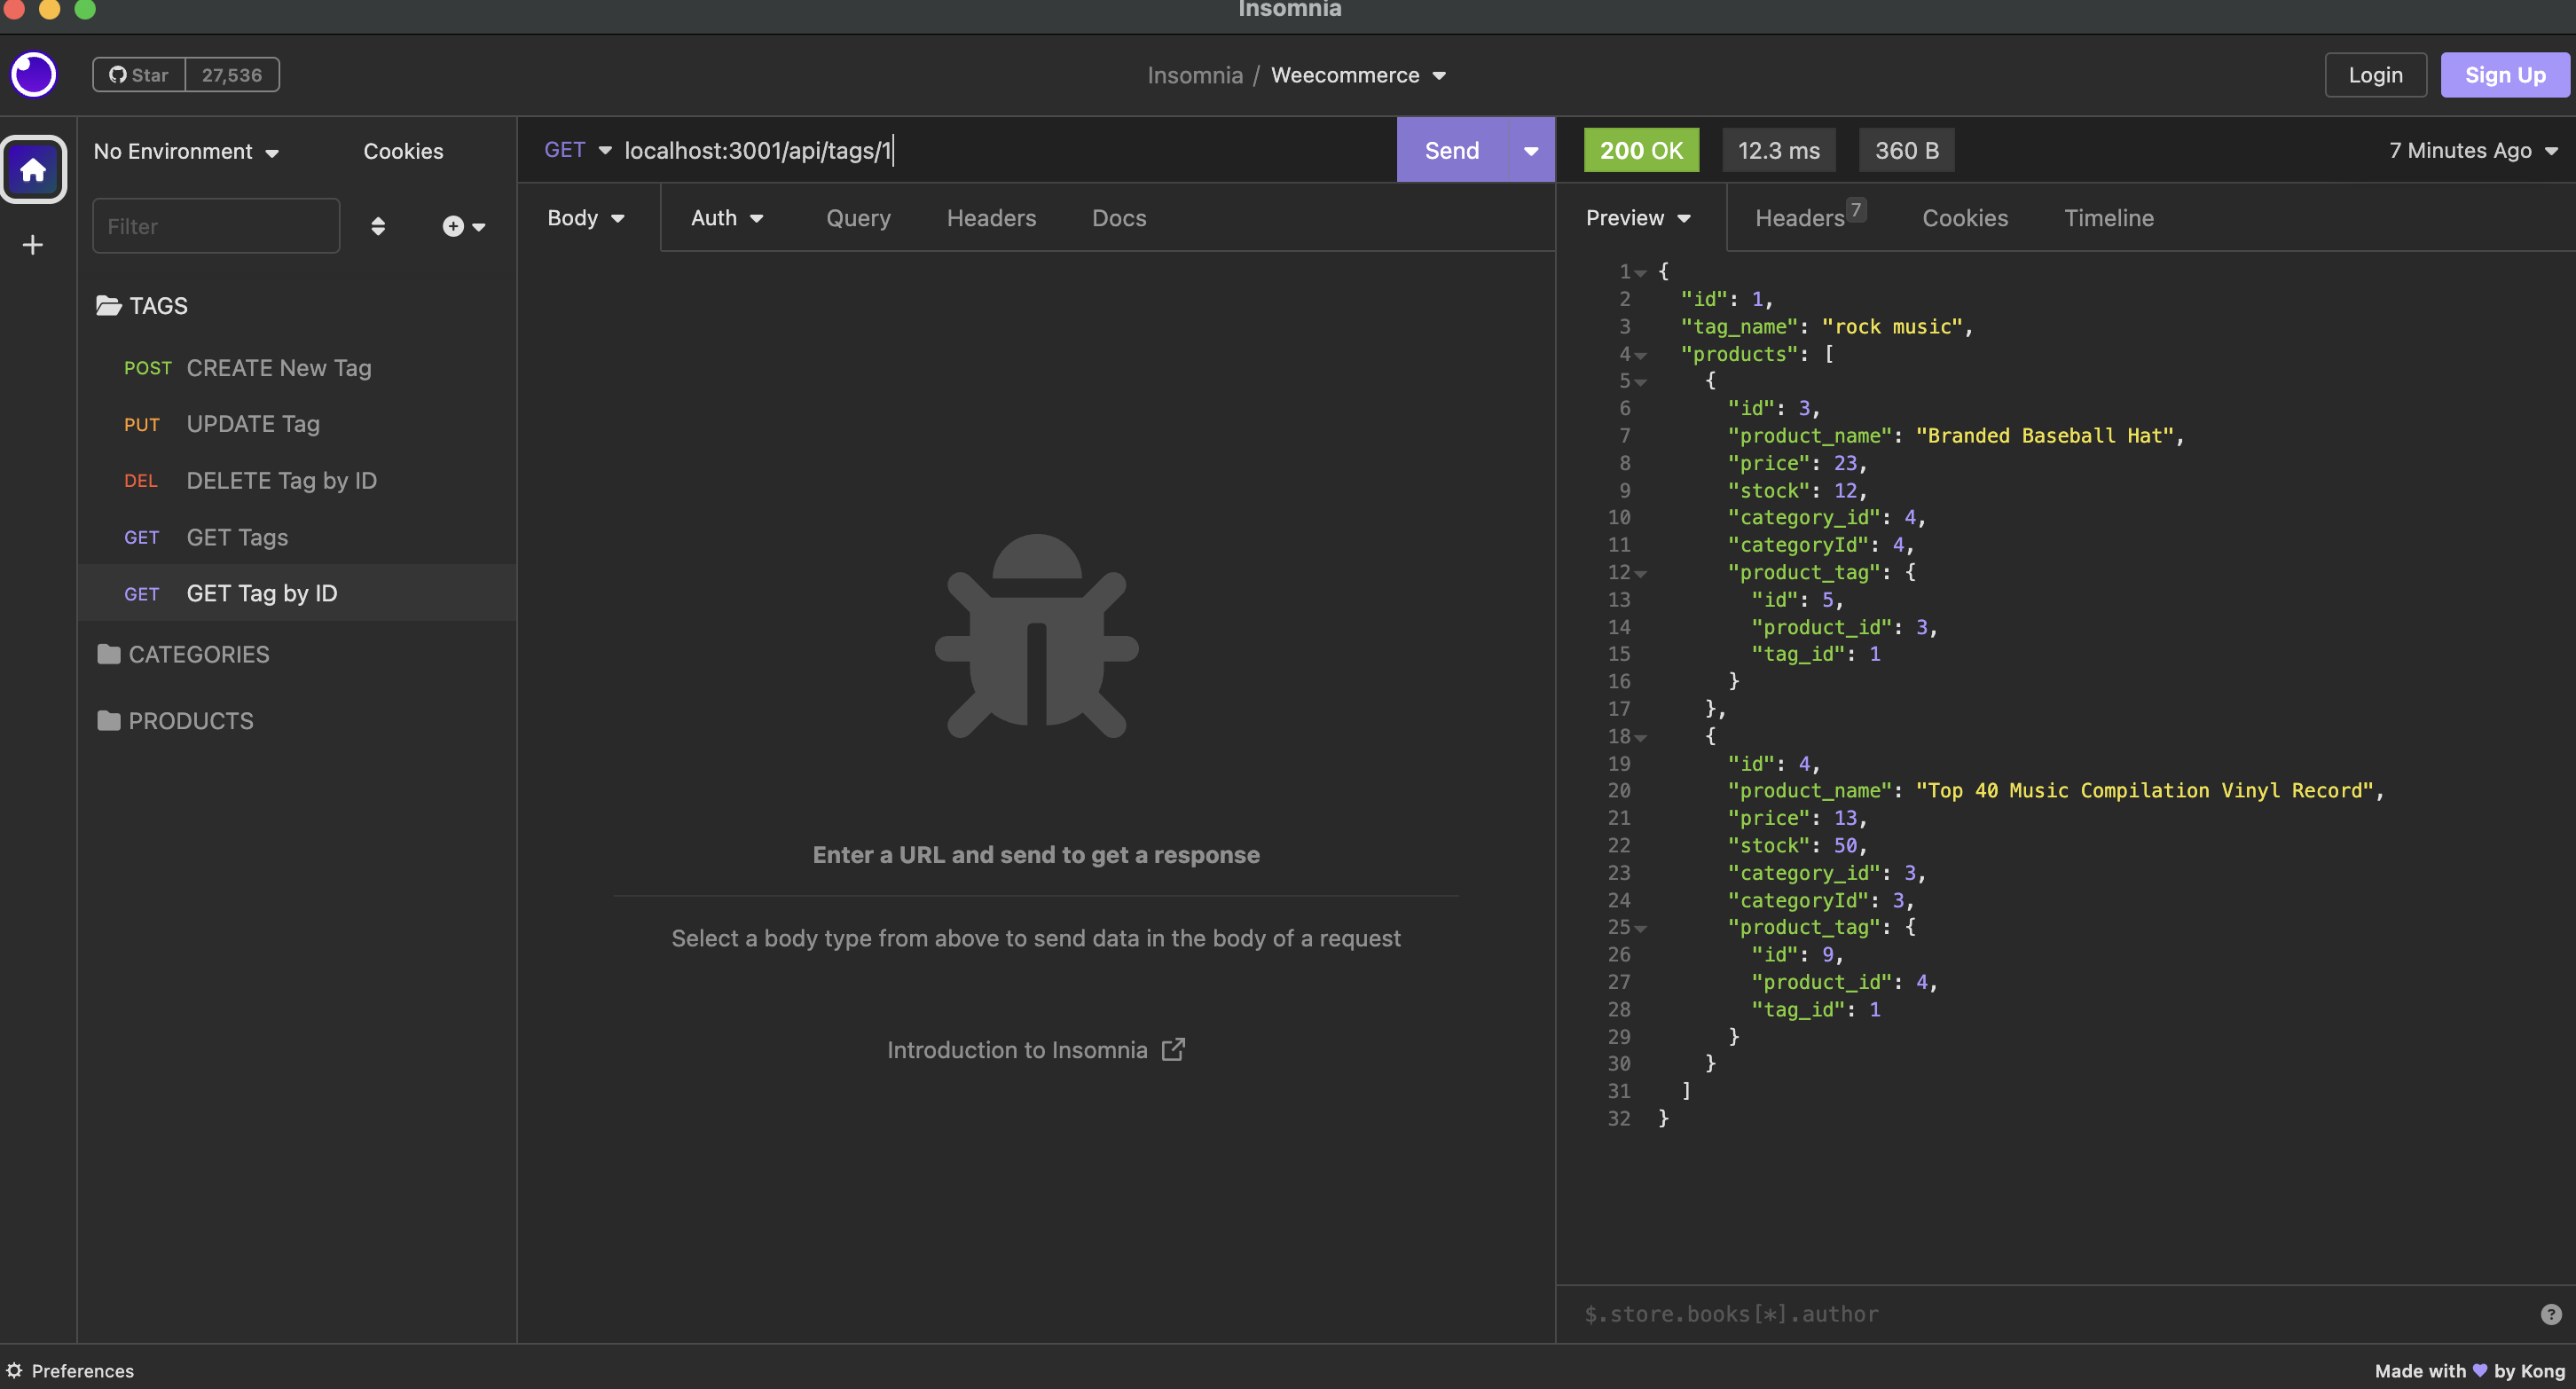 Insomnia
Star 27,536
Insomnia / Weecommerce
Login
Sign Up
No Environment
Cookies
Filter
TAGS
POST CREATE New Tag
PUT UPDATE Tag
DEL DELETE Tag by ID
GET GET Tags
GET GET Tag by ID
CATEGORIES
PRODUCTS
GET localhost:3001/api/tags/1
Send
Body
Auth
Query
Headers
Docs
Enter a URL and send to get a response
Select a body type from above to send data in the body of a request
Introduction to Insomnia
200 OK
12.3 ms
360 B
7 Minutes Ago
Preview
Headers 7
Cookies
Timeline
1 {
2 "id": 1,
3 "tag_name": "rock music",
4 "products": [
5 {
6 "id": 3,
7 "product_name": "Branded Baseball Hat",
8 "price": 23,
9 "stock": 12,
10 "category_id": 4,
11 "categoryId": 4,
12 "product_tag": {
13 "id": 5,
14 "product_id": 3,
15 "tag_id": 1
16 }
17 },
18 {
19 "id": 4,
20 "product_name": "Top 40 Music Compilation Vinyl Record",
21 "price": 13,
22 "stock": 50,
23 "category_id": 3,
24 "categoryId": 3,
25 "product_tag": {
26 "id": 9,
27 "product_id": 4,
28 "tag_id": 1
29 }
30 }
31 ]
32 }
$.store.books[*].author
?
Preferences
Made with 💜 by Kong